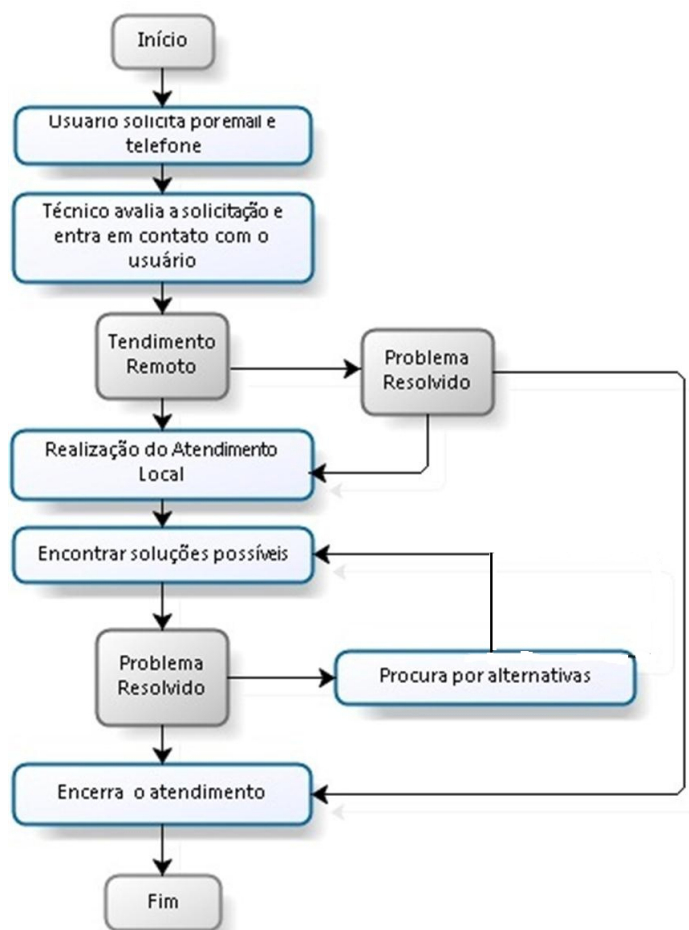 Início
Usuario solicita por email e
telefone
Técnico avalia a solicitação e
entra em contato com o
usuário
Tendimento
Remoto
Problema
Resolvido
Realização do Atendimento
Local
Encontrar soluções possíveis
Problema
Resolvido
Procura por alternativas
Encerra o atendimento
Fim